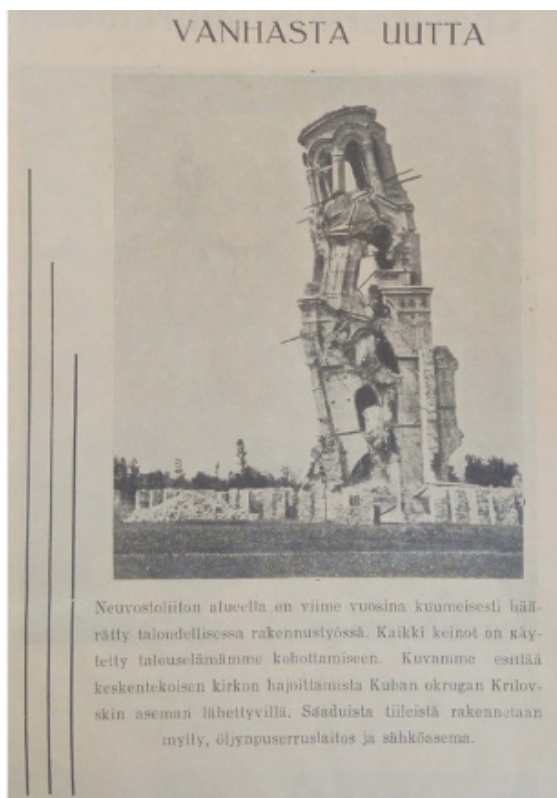 VANHASTA UUTTA
Neuvostoliiton alueella on viime vuosina kuumeisesti hää-
rätty taloudellisessa rakennustyössä. Kaikki keinot on käy-
tetty talouselämämme kohottamiseen. Kuvamme esittää
keskentekoisen kirkon hajoittamista Kuban okrugan Krilov-
skin aseman lähettyvillä. Saaduista tiileistä rakennetaan
mylly, öljynpuserruslaitos ja sähköasema.